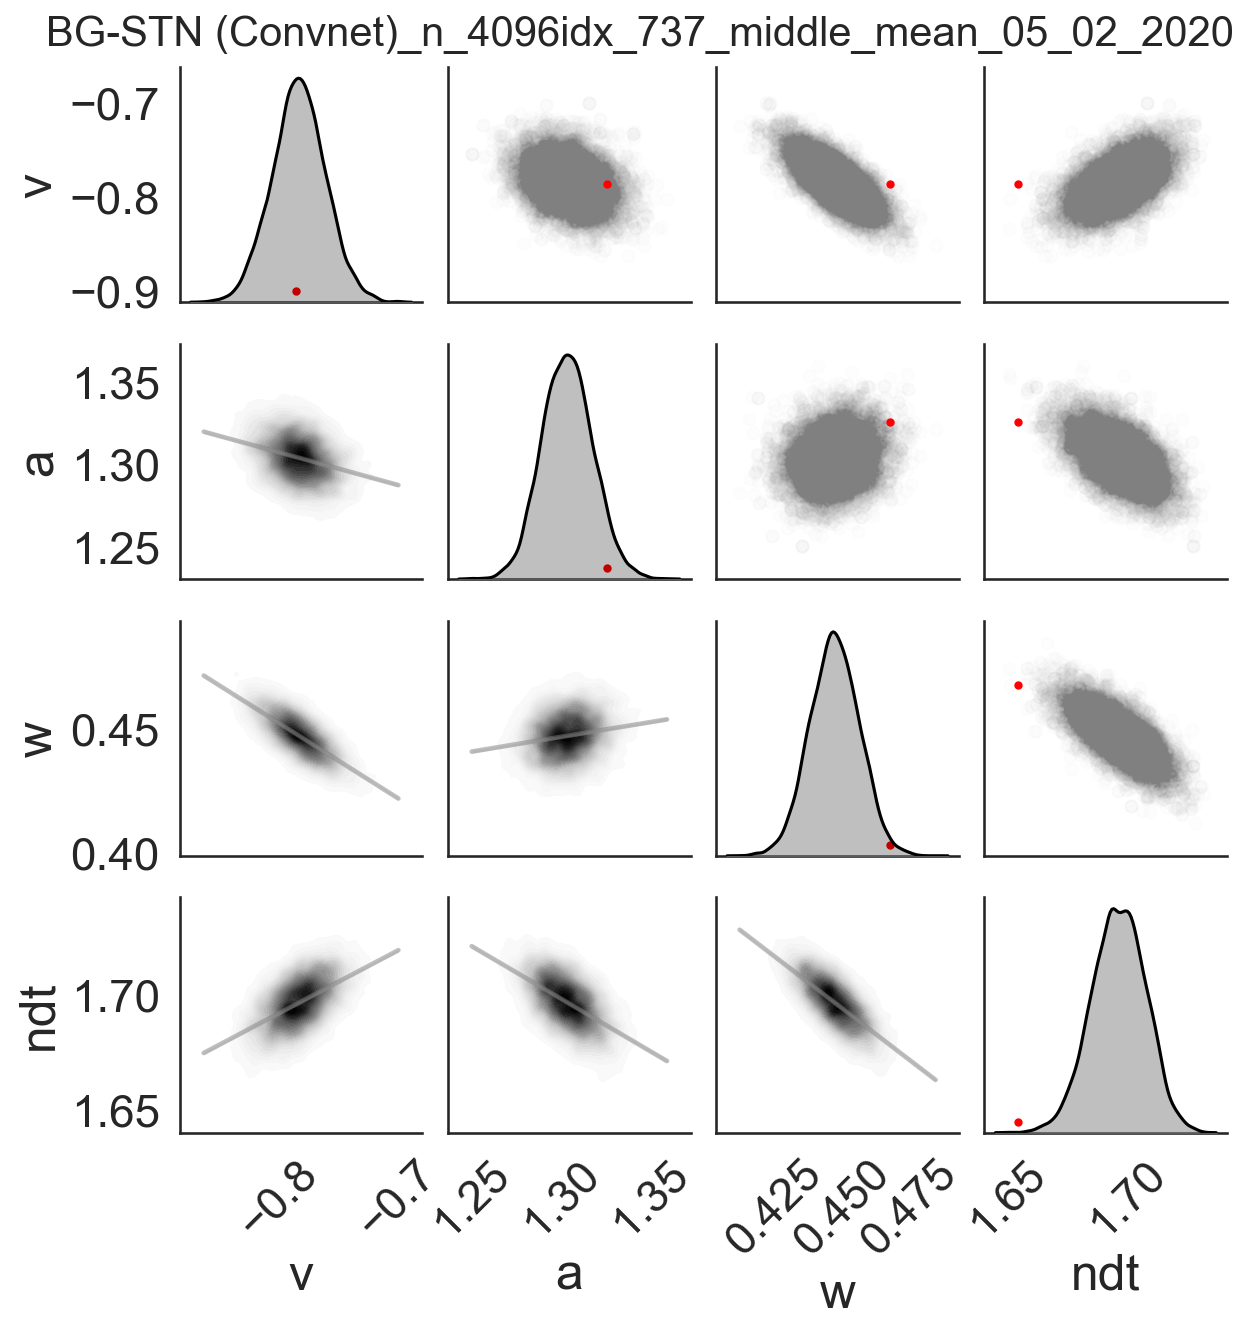 BG-STN (Convnet)_n_4096idx_737_middle_mean_05_02_2020
−0.7
v
−0.8
−0.9
1.35
a
1.30
1.25
w
0.45
0.40
ndt
1.70
1.65
−0.8 −0.7 1.25 1.30 1.35 0.425 0.450 0.475 1.65 1.70
v a w ndt